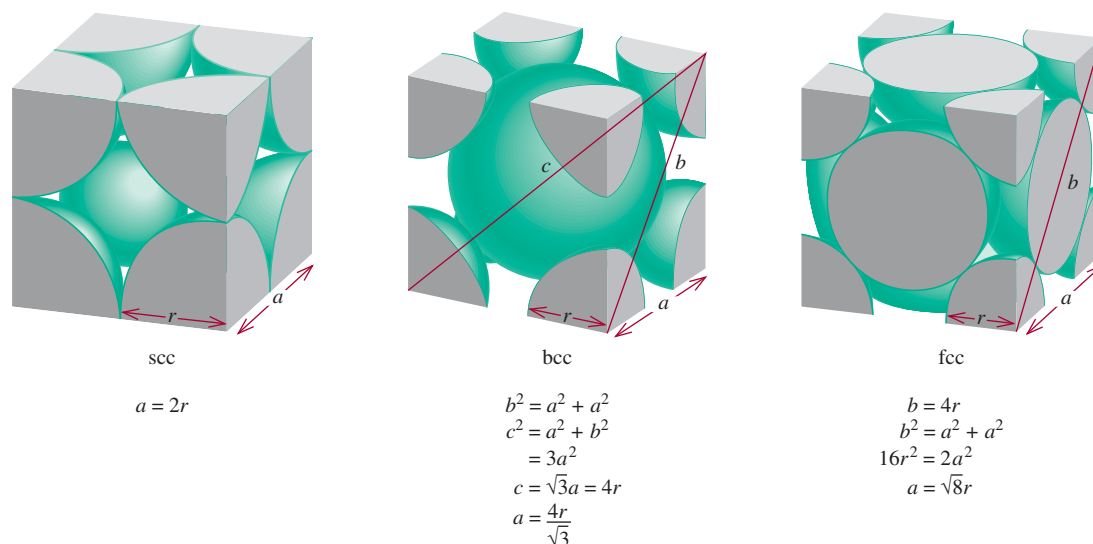 r
a
scc
a = 2r
c
b
r
a
bcc
b² = a² + a²
c² = a² + b²
= 3a²
c = √3a = 4r
a = 4r/√3
b
r
a
fcc
b = 4r
b² = a² + a²
16r² = 2a²
a = √8r